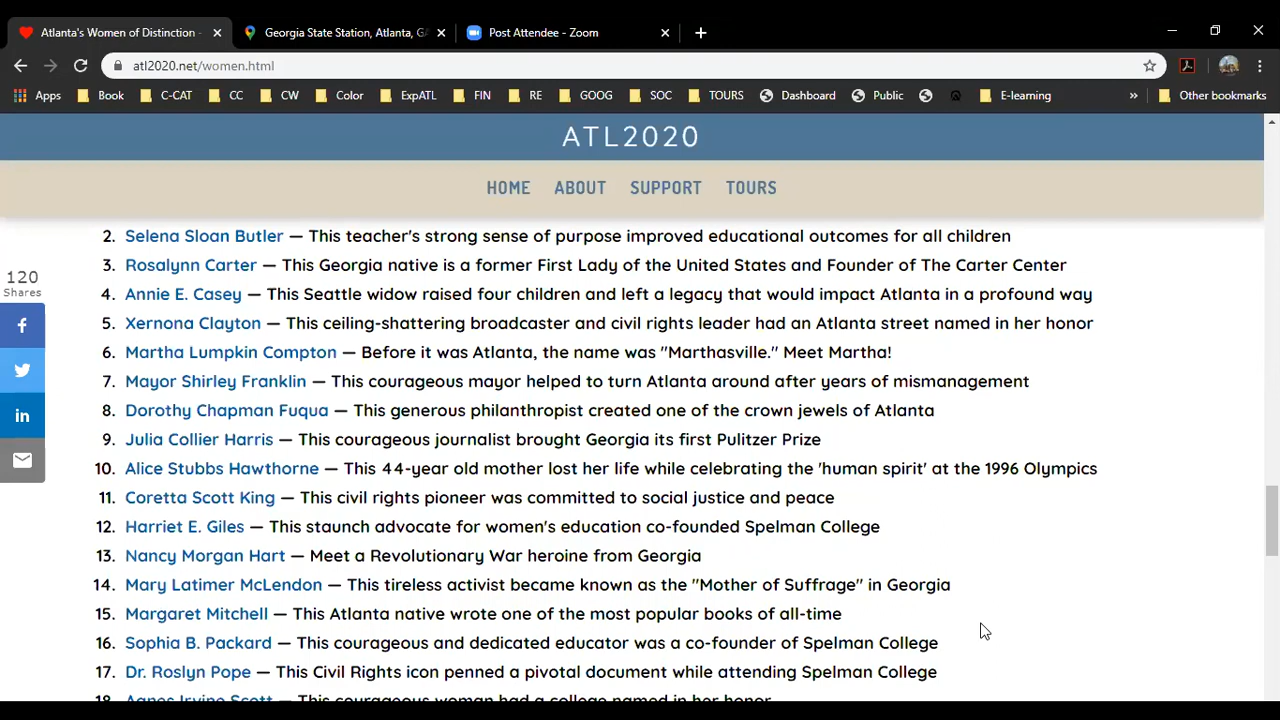 Atlanta's Women of Distinction -
Georgia State Station, Atlanta, GA
Post Attendee - Zoom
atl2020.net/women.html
Apps Book C-CAT CC CW Color ExpATL FIN RE GOOG SOC TOURS Dashboard Public E-learning » Other bookmarks
ATL2020
HOME ABOUT SUPPORT TOURS
2. Selena Sloan Butler — This teacher's strong sense of purpose improved educational outcomes for all children
3. Rosalynn Carter — This Georgia native is a former First Lady of the United States and Founder of The Carter Center
4. Annie E. Casey — This Seattle widow raised four children and left a legacy that would impact Atlanta in a profound way
5. Xernona Clayton — This ceiling-shattering broadcaster and civil rights leader had an Atlanta street named in her honor
6. Martha Lumpkin Compton — Before it was Atlanta, the name was "Marthasville." Meet Martha!
7. Mayor Shirley Franklin — This courageous mayor helped to turn Atlanta around after years of mismanagement
8. Dorothy Chapman Fuqua — This generous philanthropist created one of the crown jewels of Atlanta
9. Julia Collier Harris — This courageous journalist brought Georgia its first Pulitzer Prize
10. Alice Stubbs Hawthorne — This 44-year old mother lost her life while celebrating the 'human spirit' at the 1996 Olympics
11. Coretta Scott King — This civil rights pioneer was committed to social justice and peace
12. Harriet E. Giles — This staunch advocate for women's education co-founded Spelman College
13. Nancy Morgan Hart — Meet a Revolutionary War heroine from Georgia
14. Mary Latimer McLendon — This tireless activist became known as the "Mother of Suffrage" in Georgia
15. Margaret Mitchell — This Atlanta native wrote one of the most popular books of all-time
16. Sophia B. Packard — This courageous and dedicated educator was a co-founder of Spelman College
17. Dr. Roslyn Pope — This Civil Rights icon penned a pivotal document while attending Spelman College
18. Agnes Irvine Scott — This courageous woman had a college named in her honor
120
Shares